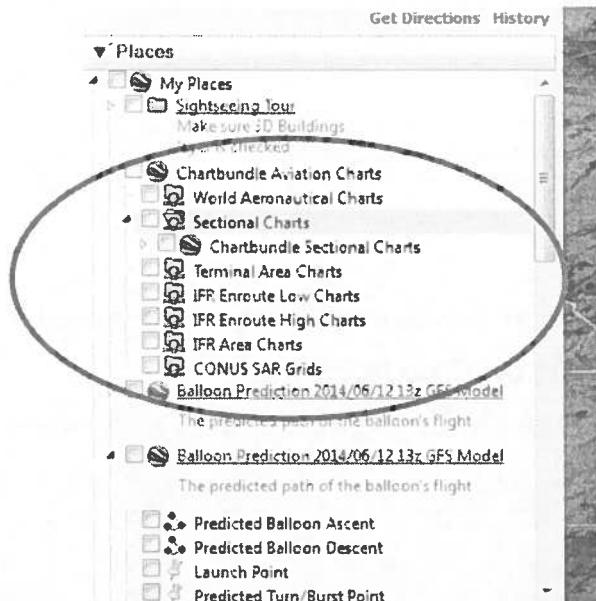 Get Directions History
Places
My Places
Sightseeing Tour
Make sure 3D Buildings
checked
Chartbundle Aviation Charts
World Aeronautical Charts
Sectional Charts
Chartbundle Sectional Charts
Terminal Area Charts
IFR Enroute Low Charts
IFR Enroute High Charts
IFR Area Charts
CONUS SAR Grids
Balloon Prediction 2014/06/12 13z GFS Model
The predicted path of the balloon's flight
Balloon Prediction 2014/06/12 13z GFS Model
The predicted path of the balloon's flight
Predicted Balloon Ascent
Predicted Balloon Descent
Launch Point
Predicted Turn/Burst Point